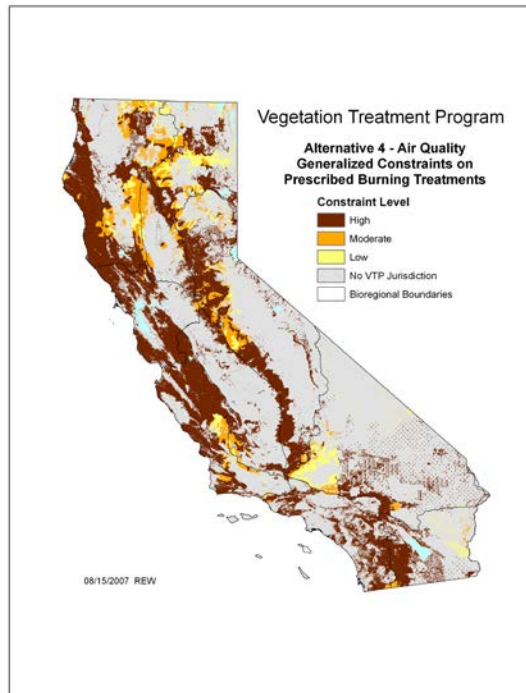 Vegetation Treatment Program
Alternative 4 - Air Quality
Generalized Constraints on
Prescribed Burning Treatments
Constraint Level
High
Moderate
Low
No VTP Jurisdiction
Bioregional Boundaries
08/15/2007 REW